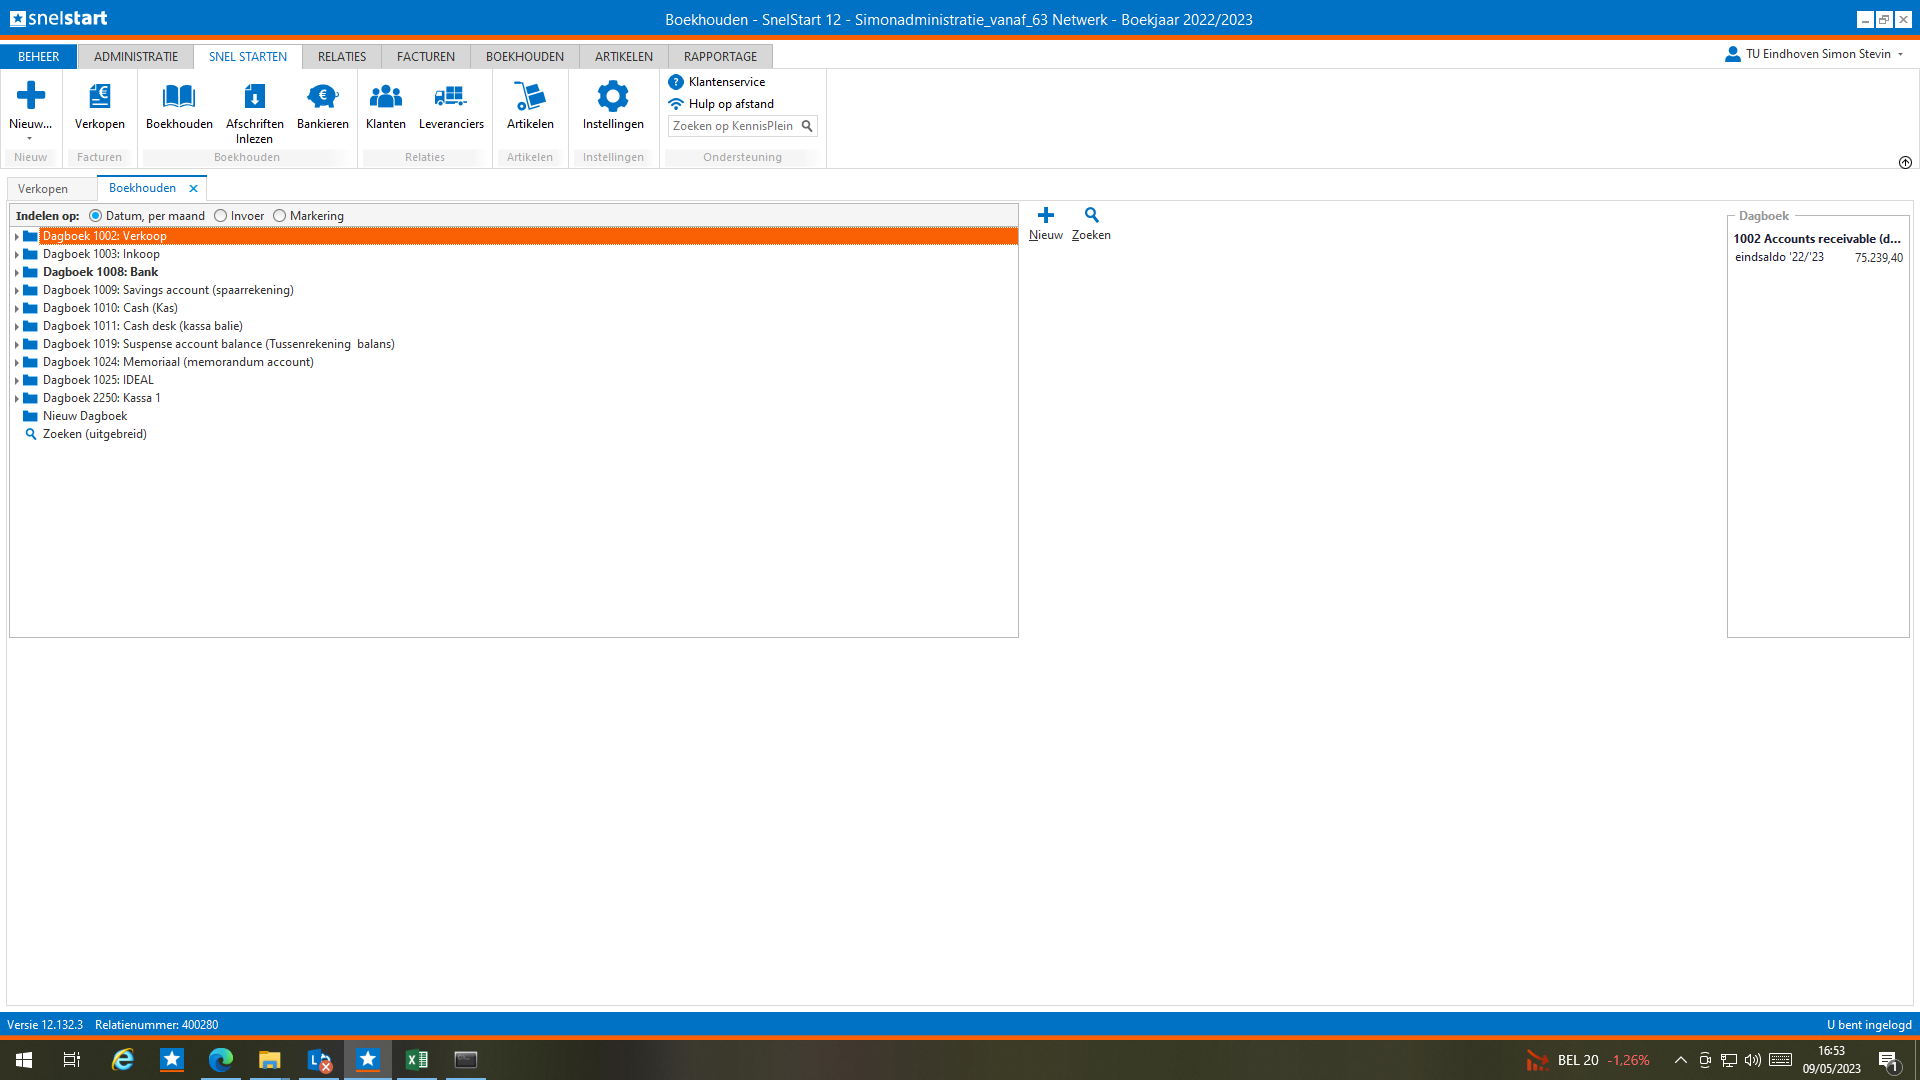 snelstart
Boekhouden - SnelStart 12 - Simonadministratie_vanaf_63 Netwerk - Boekjaar 2022/2023
BEHEER ADMINISTRATIE SNEL STARTEN RELATIES FACTUREN BOEKHOUDEN ARTIKELEN RAPPORTAGE
TU Eindhoven Simon Stevin
Klantenservice
Hulp op afstand
Nieuw... Verkopen Boekhouden Afschriften Inlezen Bankieren Klanten Leveranciers Artikelen Instellingen
Zoeken op KennisPlein
Nieuw Facturen Boekhouden Relaties Artikelen Instellingen Ondersteuning
Verkopen Boekhouden
Indelen op: Datum, per maand Invoer Markering
Dagboek 1002: Verkoop
Dagboek 1003: Inkoop
Dagboek 1008: Bank
Dagboek 1009: Savings account (spaarrekening)
Dagboek 1010: Cash (Kas)
Dagboek 1011: Cash desk (kassa balie)
Dagboek 1019: Suspense account balance (Tussenrekening balans)
Dagboek 1024: Memoriaal (memorandum account)
Dagboek 1025: IDEAL
Dagboek 2250: Kassa 1
Nieuw Dagboek
Zoeken (uitgebreid)
Nieuw Zoeken
Dagboek
1002 Accounts receivable (d...
eindsaldo '22/'23 75.239,40
Versie 12.132.3 Relatienummer: 400280
U bent ingelogd
BEL 20 -1,26%
16:53
09/05/2023
1